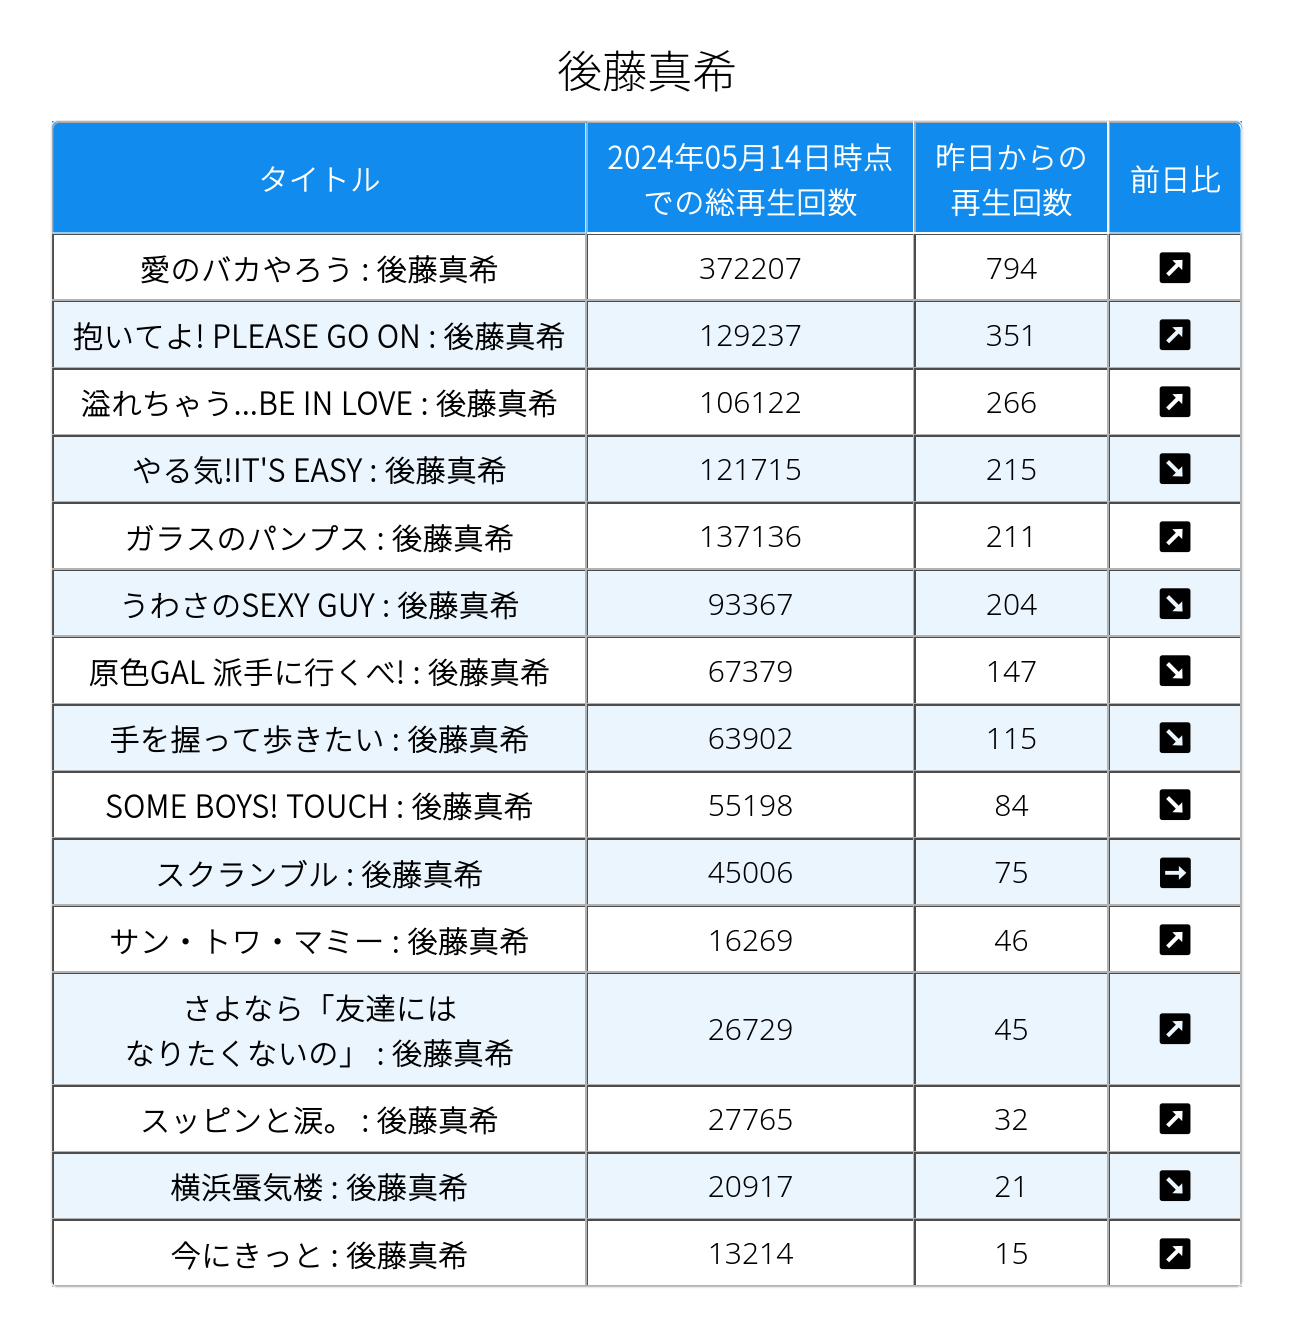 後藤真希
タイトル
2024年05月14日時点
での総再生回数
昨日からの
再生回数
前日比
愛のバカやろう : 後藤真希 372207 794 ↗
抱いてよ! PLEASE GO ON : 後藤真希 129237 351 ↗
溢れちゃう...BE IN LOVE : 後藤真希 106122 266 ↗
やる気!IT'S EASY : 後藤真希 121715 215 ↘
ガラスのパンプス : 後藤真希 137136 211 ↗
うわさのSEXY GUY : 後藤真希 93367 204 ↘
原色GAL 派手に行くべ! : 後藤真希 67379 147 ↘
手を握って歩きたい : 後藤真希 63902 115 ↘
SOME BOYS! TOUCH : 後藤真希 55198 84 ↘
スクランブル : 後藤真希 45006 75 →
サン・トワ・マミー : 後藤真希 16269 46 ↗
さよなら「友達には
なりたくないの」 : 後藤真希 26729 45 ↗
スッピンと涙。 : 後藤真希 27765 32 ↗
横浜蜃気楼 : 後藤真希 20917 21 ↘
今にきっと : 後藤真希 13214 15 ↗